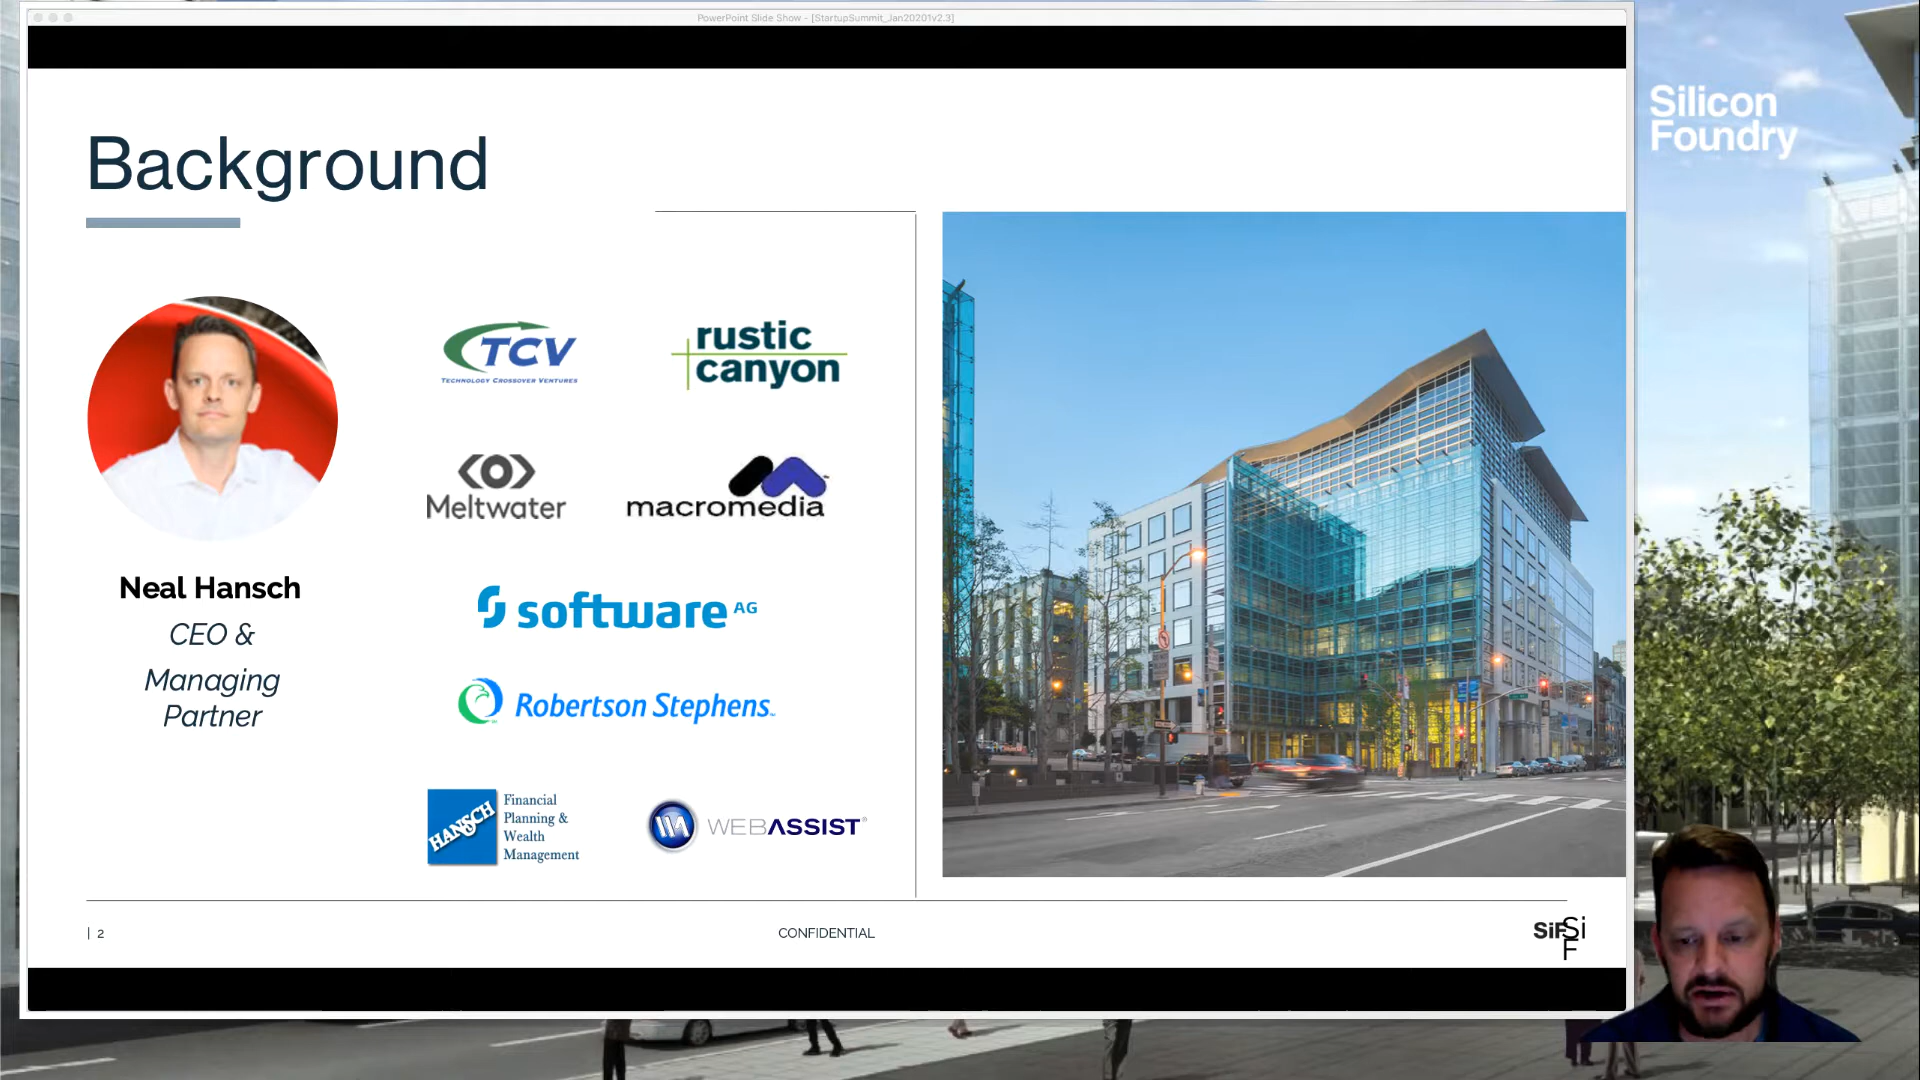 PowerPoint Slide Show - [StartupSummit_Jan20201v2.3]
Silicon
Foundry
Background
TCV
TECHNOLOGY CROSSOVER VENTURES
rustic
canyon
Meltwater
macromedia
Neal Hansch
CEO &
Managing
Partner
software AG
Robertson Stephens
HANSCH
Financial
Planning &
Wealth
Management
WEBASSIST
| 2
CONFIDENTIAL
SiF
Si
F